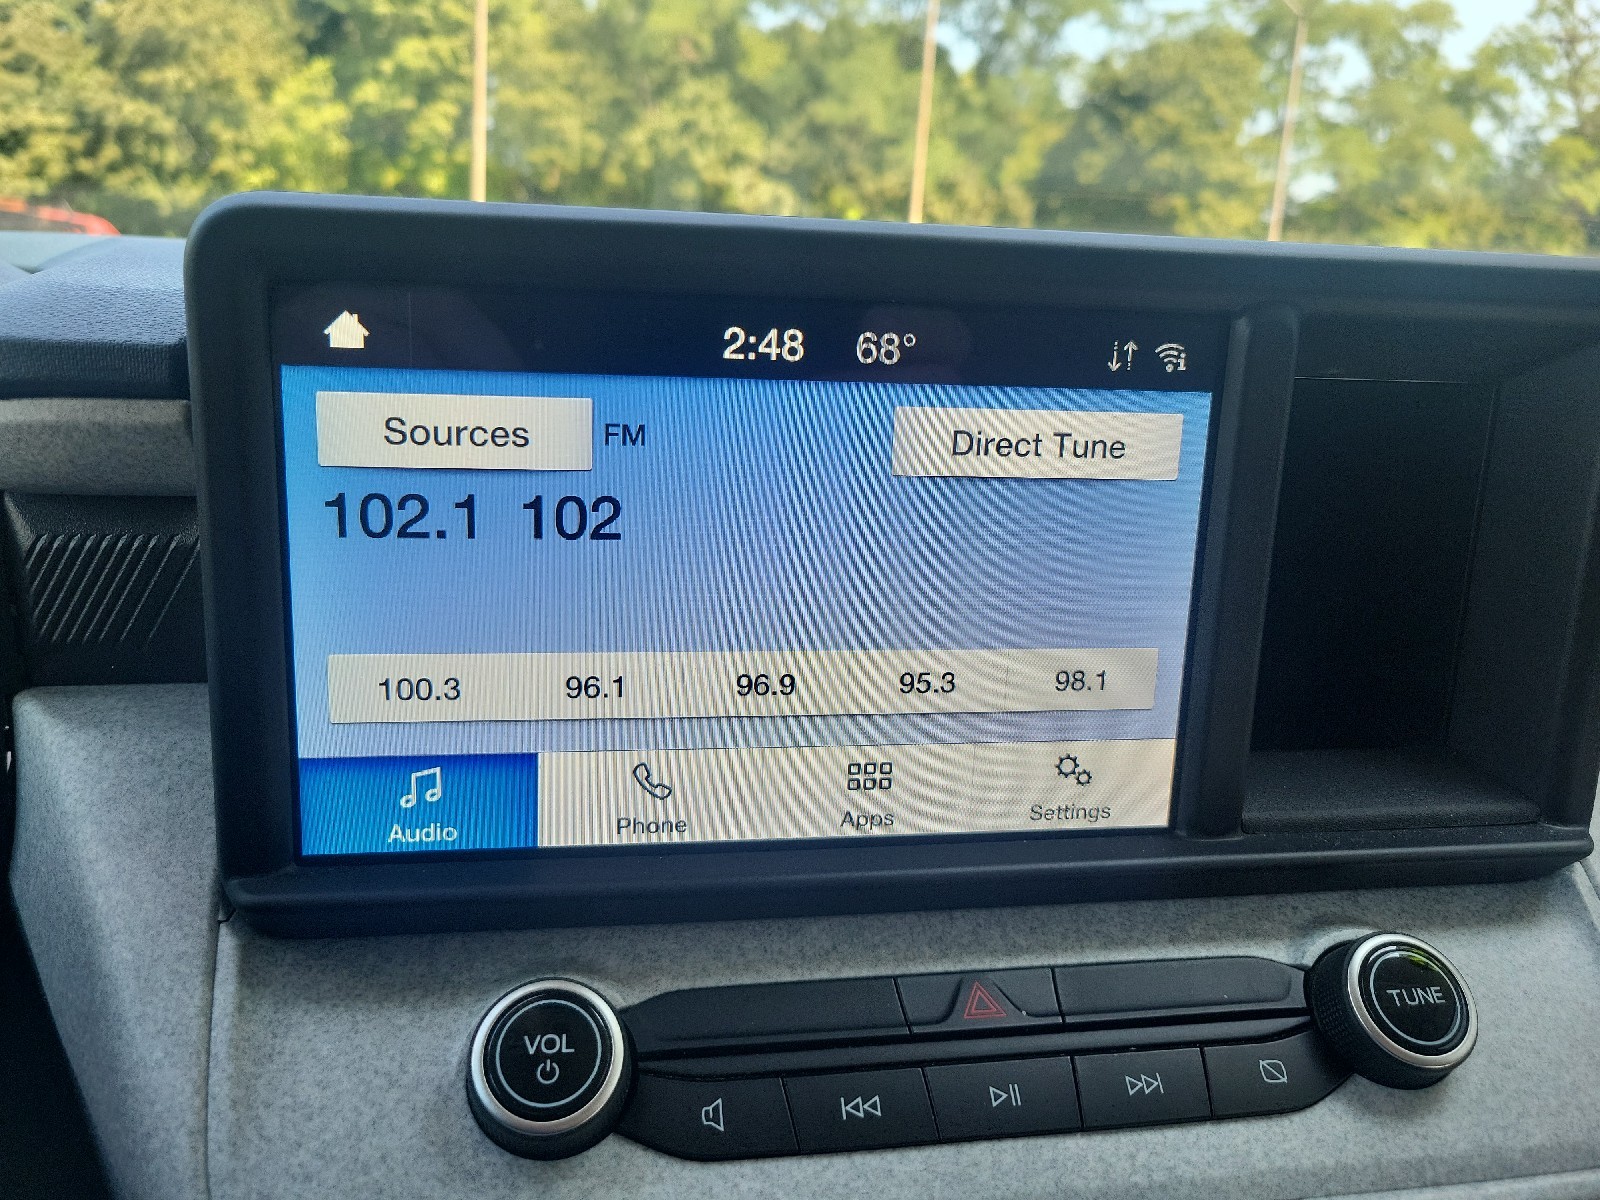 2:48 68°
Sources FM Direct Tune
102.1 102
100.3 96.1 96.9 95.3 98.1
Audio Phone Apps Settings
VOL
TUNE